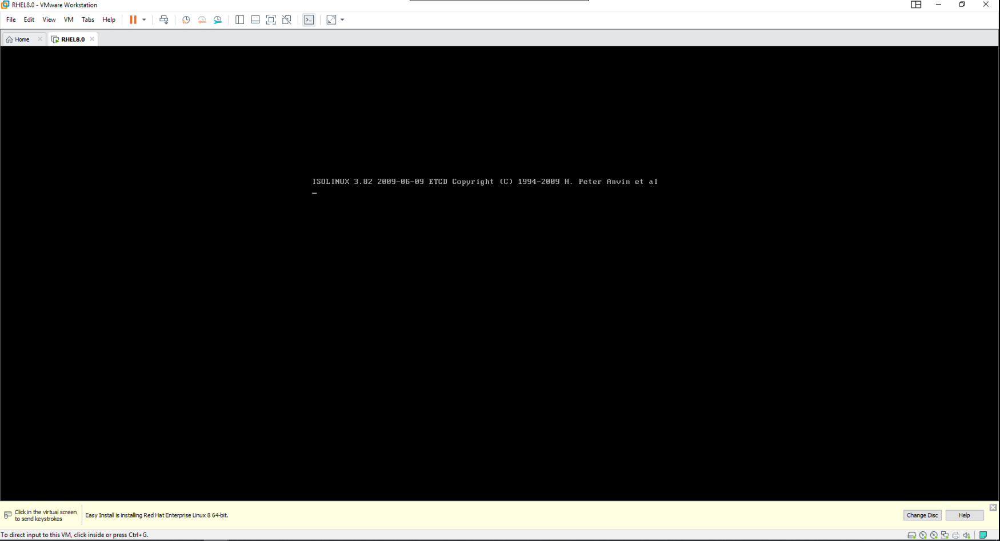 RHEL8.0 - VMware Workstation
File Edit View VM Tabs Help
Home RHEL8.0
ISOLINUX 3.82 2009-06-09 ETCD Copyright (C) 1994-2009 H. Peter Anvin et al
Click in the virtual screen
to send keystrokes
Easy Install is installing Red Hat Enterprise Linux 8 64-bit.
Change Disc Help
To direct input to this VM, click inside or press Ctrl+G.